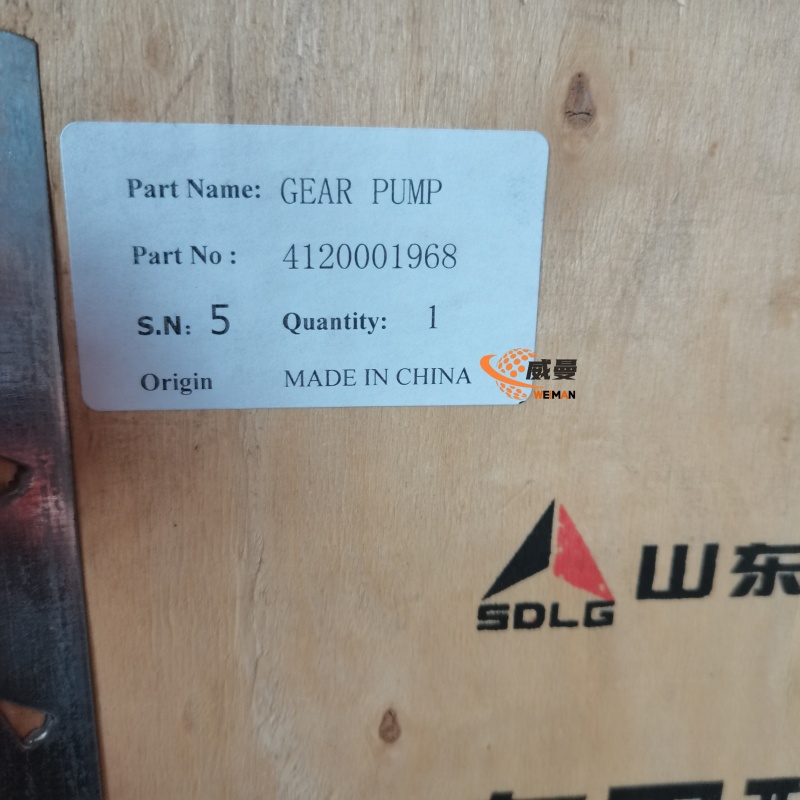 Part Name: GEAR PUMP
Part No : 4120001968
S.N: 5 Quantity: 1
Origin MADE IN CHINA
威曼
WEMAN
SDLG 山东